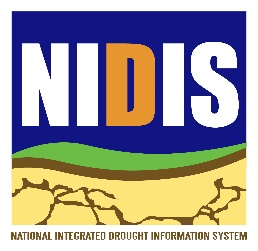 NIDIS
NATIONAL INTEGRATED DROUGHT INFORMATION SYSTEM